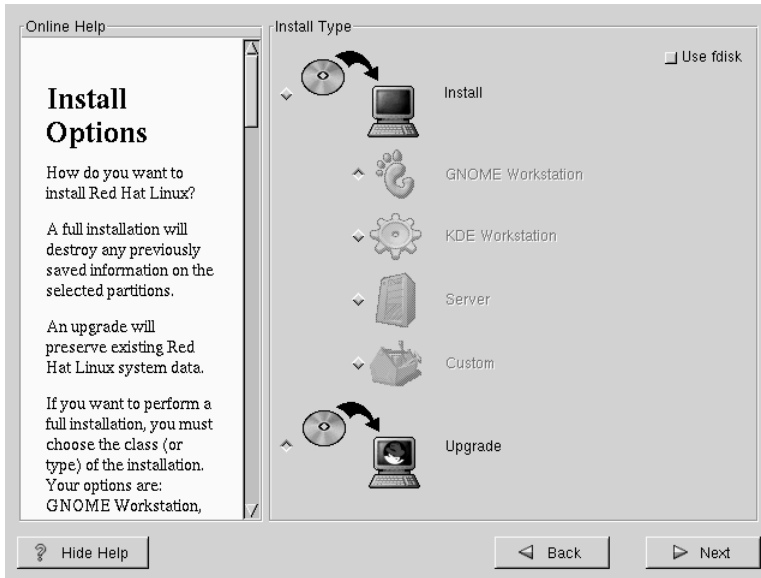 Online Help
Install
Options
How do you want to
install Red Hat Linux?
A full installation will
destroy any previously
saved information on the
selected partitions.
An upgrade will
preserve existing Red
Hat Linux system data.
If you want to perform a
full installation, you must
choose the class (or
type) of the installation.
Your options are:
GNOME Workstation,
Install Type
Use fdisk
Install
GNOME Workstation
KDE Workstation
Server
Custom
Upgrade
? Hide Help
Back
Next